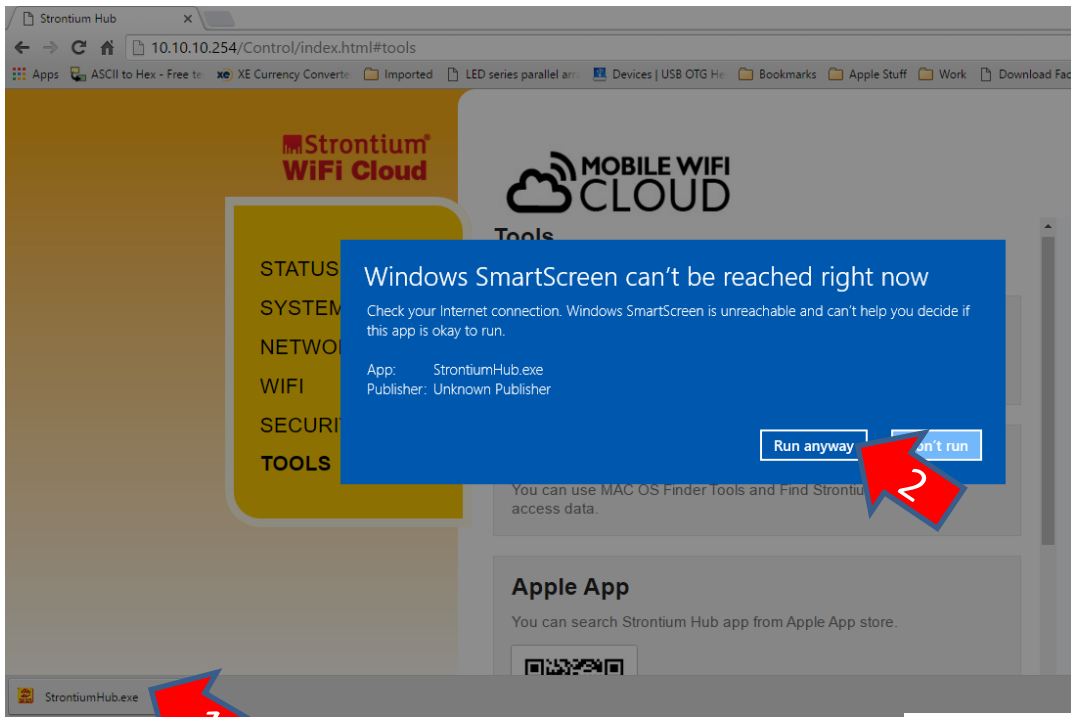 Strontium Hub
10.10.10.254/Control/index.html#tools
Apps ASCII to Hex - Free te XE Currency Converte Imported LED series parallel arr Devices | USB OTG He Bookmarks Apple Stuff Work Download Fac
Strontium®
WiFi Cloud
MOBILE WIFI
CLOUD
Tools
STATUS
SYSTEM
NETWO
WIFI
SECURI
TOOLS
Windows SmartScreen can't be reached right now
Check your Internet connection. Windows SmartScreen is unreachable and can't help you decide if
this app is okay to run.
App: StrontiumHub.exe
Publisher: Unknown Publisher
Run anyway on't run
2
You can use MAC OS Finder Tools and Find Strontiu
access data.
Apple App
You can search Strontium Hub app from Apple App store.
StrontiumHub.exe